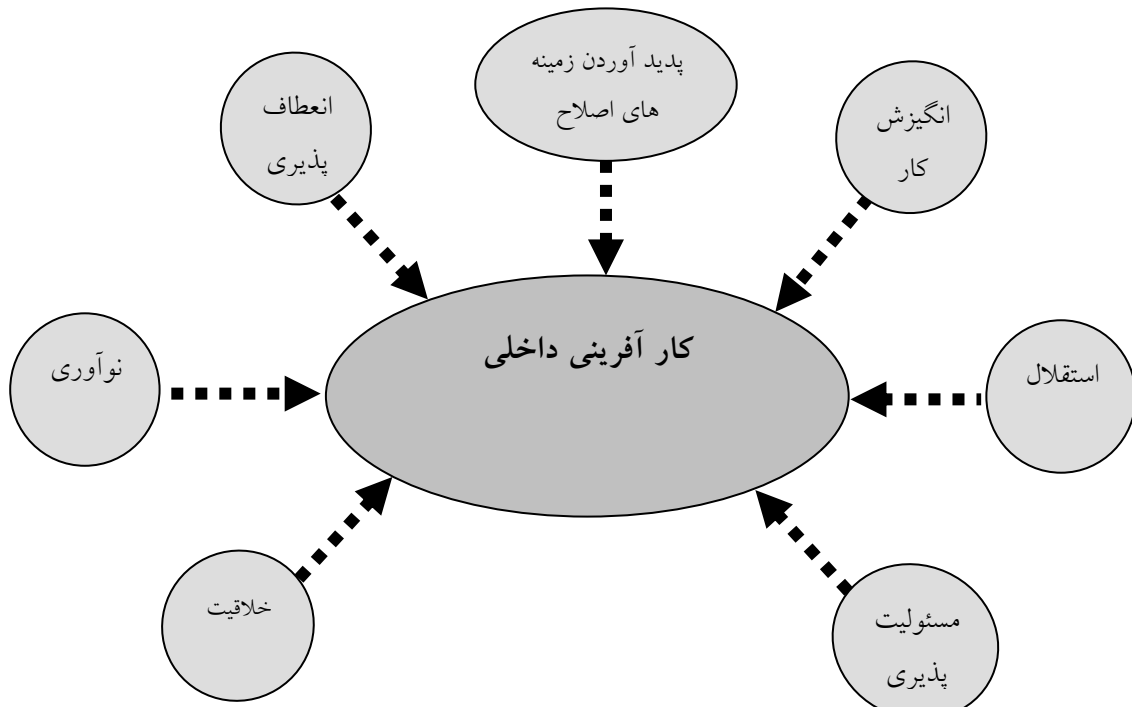 پدید آوردن زمینه
های اصلاح
انگیزش
کار
انعطاف
پذیری
کار آفرینی داخلی
استقلال
نوآوری
مسئولیت
پذیری
خلاقیت